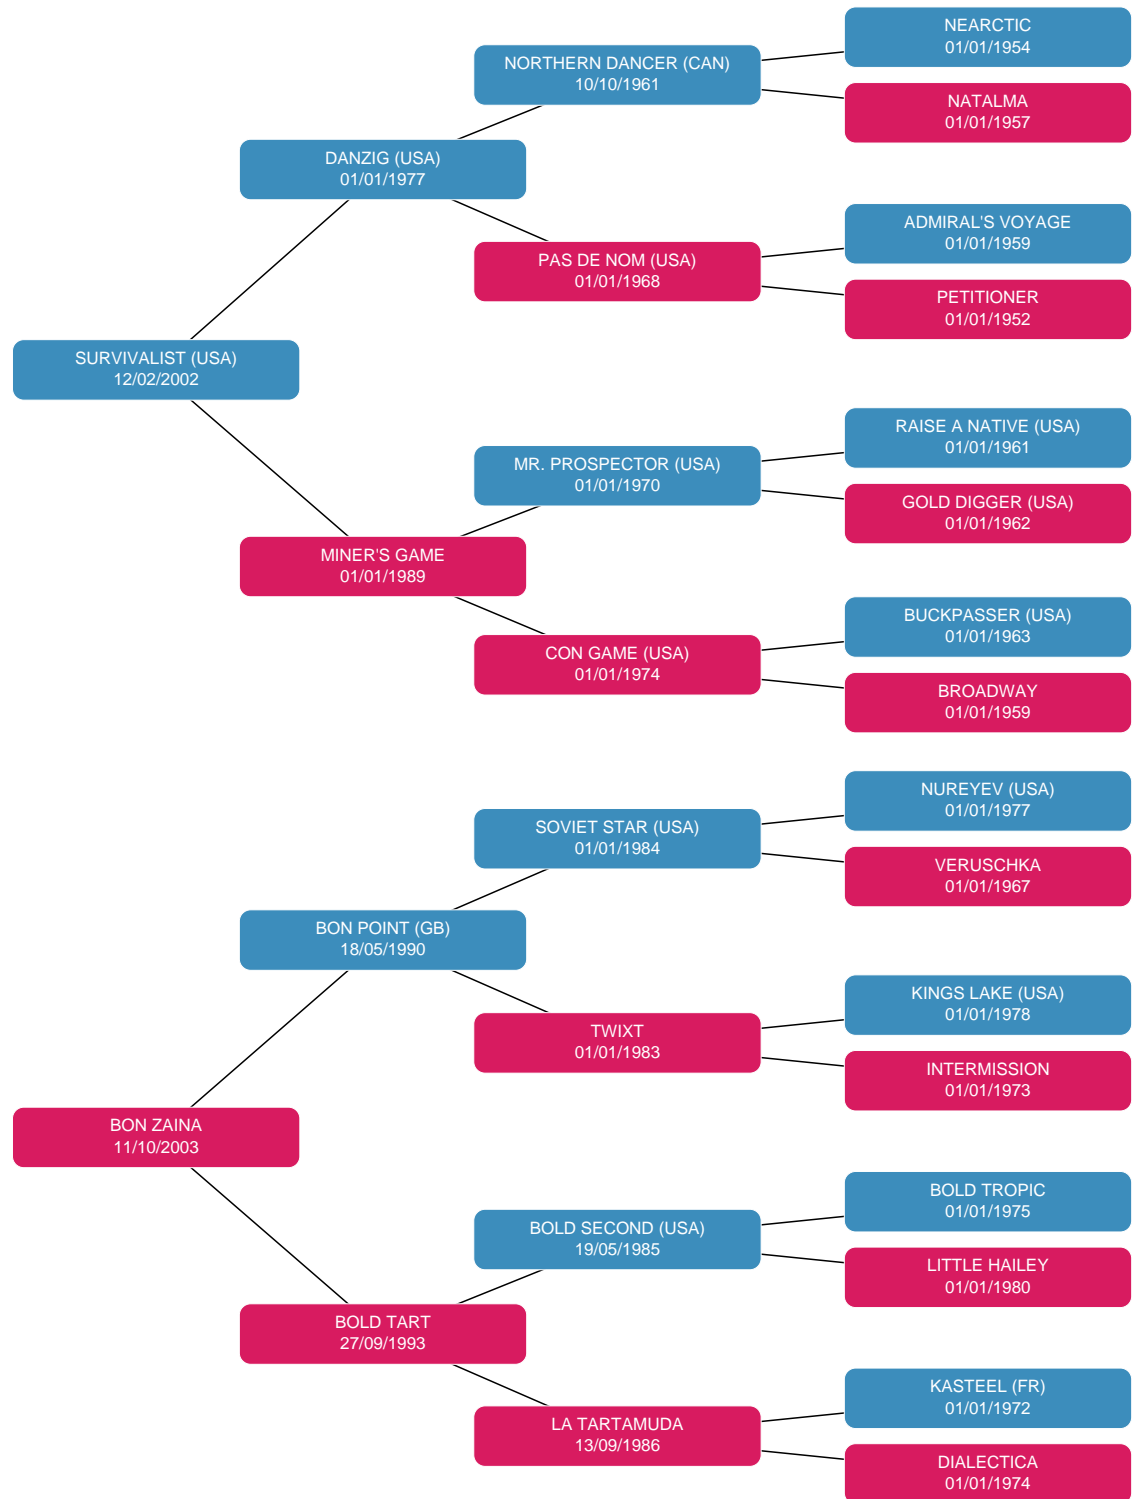 NEARCTIC
01/01/1954
NORTHERN DANCER (CAN)
10/10/1961
NATALMA
01/01/1957
DANZIG (USA)
01/01/1977
ADMIRAL'S VOYAGE
01/01/1959
PAS DE NOM (USA)
01/01/1968
PETITIONER
01/01/1952
SURVIVALIST (USA)
12/02/2002
RAISE A NATIVE (USA)
01/01/1961
MR. PROSPECTOR (USA)
01/01/1970
GOLD DIGGER (USA)
01/01/1962
MINER'S GAME
01/01/1989
BUCKPASSER (USA)
01/01/1963
CON GAME (USA)
01/01/1974
BROADWAY
01/01/1959
NUREYEV (USA)
01/01/1977
SOVIET STAR (USA)
01/01/1984
VERUSCHKA
01/01/1967
BON POINT (GB)
18/05/1990
KINGS LAKE (USA)
01/01/1978
TWIXT
01/01/1983
INTERMISSION
01/01/1973
BON ZAINA
11/10/2003
BOLD TROPIC
01/01/1975
BOLD SECOND (USA)
19/05/1985
LITTLE HAILEY
01/01/1980
BOLD TART
27/09/1993
KASTEEL (FR)
01/01/1972
LA TARTAMUDA
13/09/1986
DIALECTICA
01/01/1974